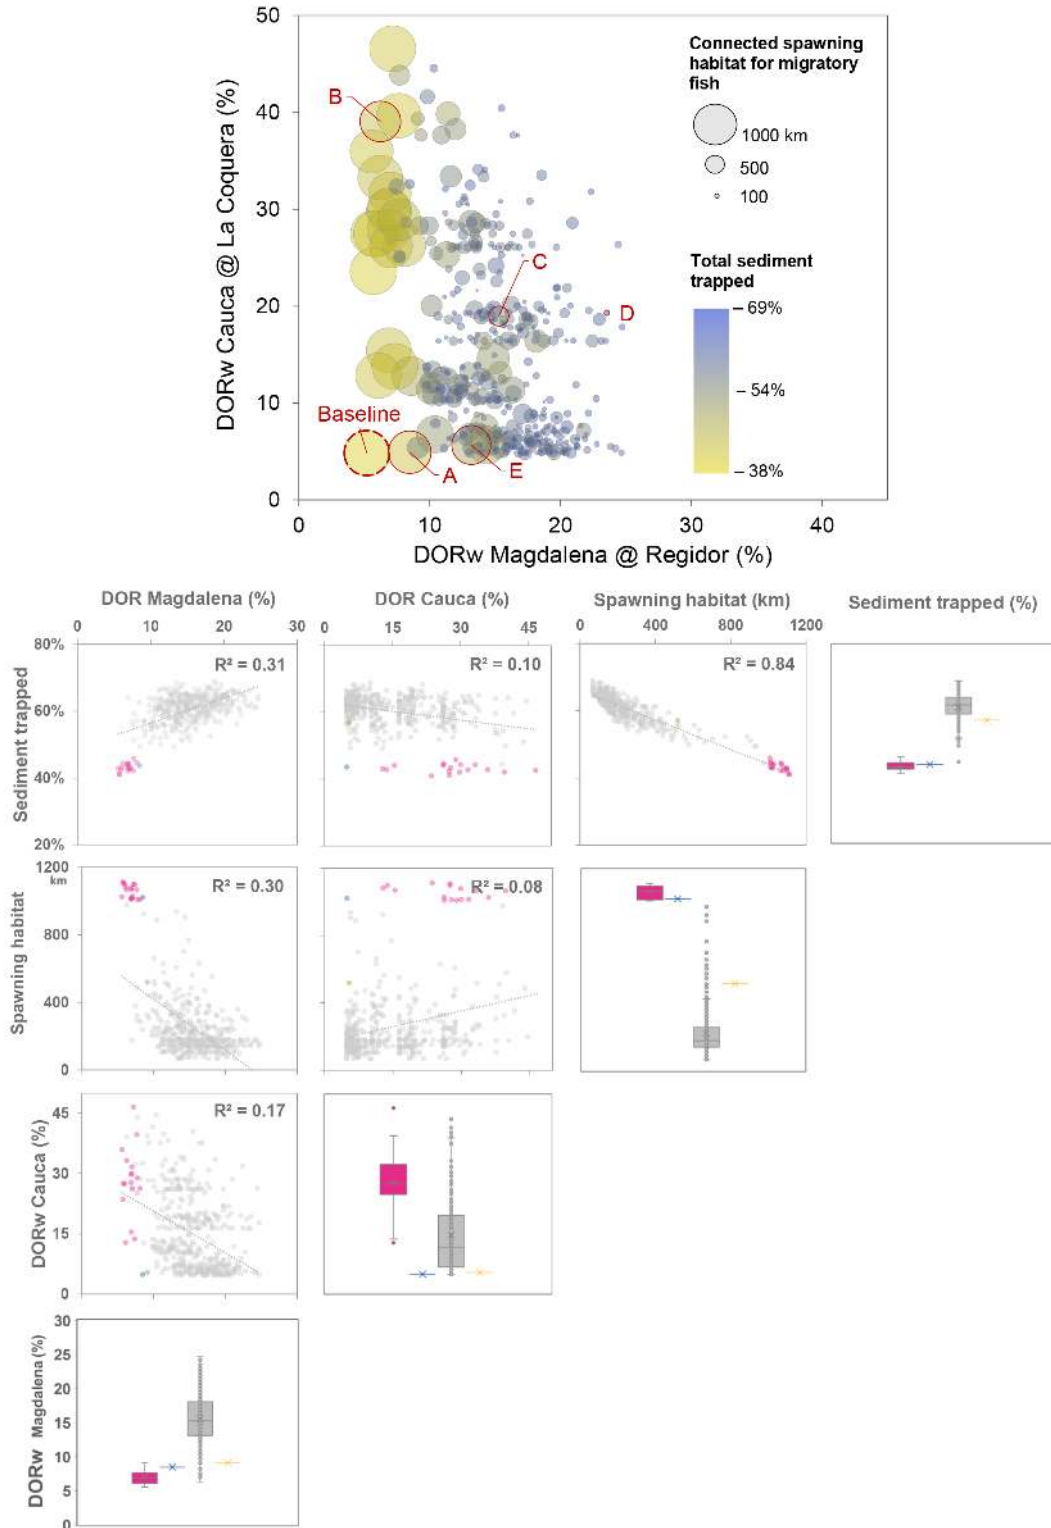 50
40
30
20
10
0
DORw Cauca @ La Coquera (%)
0
10
20
30
40
DORw Magdalena @ Regidor (%)
B
C
D
Baseline
A
E
Connected spawning
habitat for migratory
fish
1000 km
500
100
Total sediment
trapped
– 69%
– 54%
– 38%
DOR Magdalena (%)
DOR Cauca (%)
Spawning habitat (km)
Sediment trapped (%)
0
10
20
30
0
15
30
45
0
400
800
1200
80%
60%
40%
20%
Sediment trapped
R² = 0.31
R² = 0.10
R² = 0.84
1200
km
800
400
0
Spawning habitat
R² = 0.30
R² = 0.08
45
30
15
0
DORw Cauca (%)
R² = 0.17
30
25
20
15
10
5
0
DORw Magdalena (%)